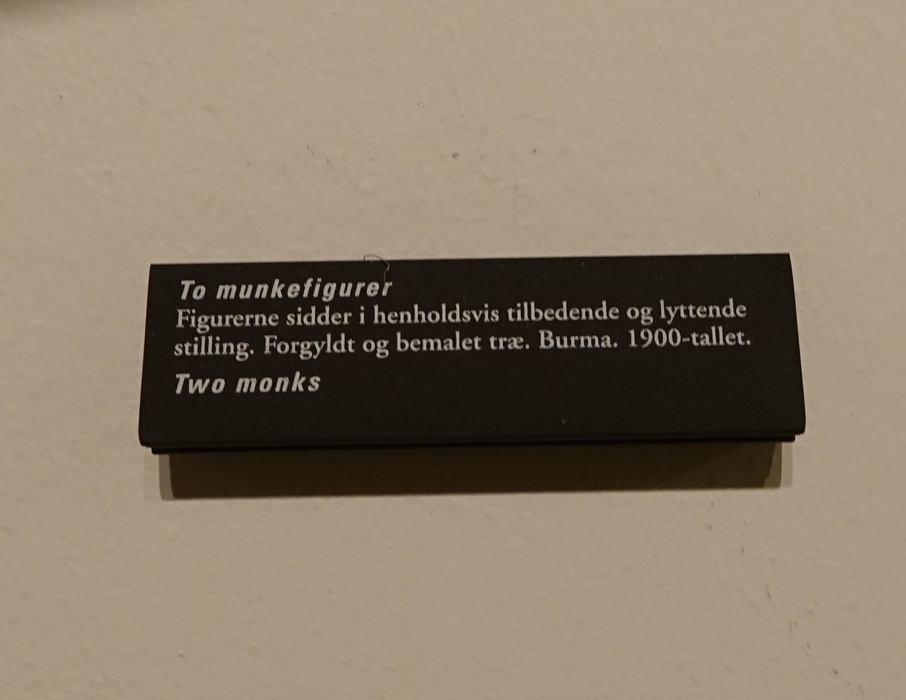 To munkefigurer
Figurerne sidder i henholdsvis tilbedende og lyttende
stilling. Forgyldt og bemalet træ. Burma. 1900-tallet.
Two monks